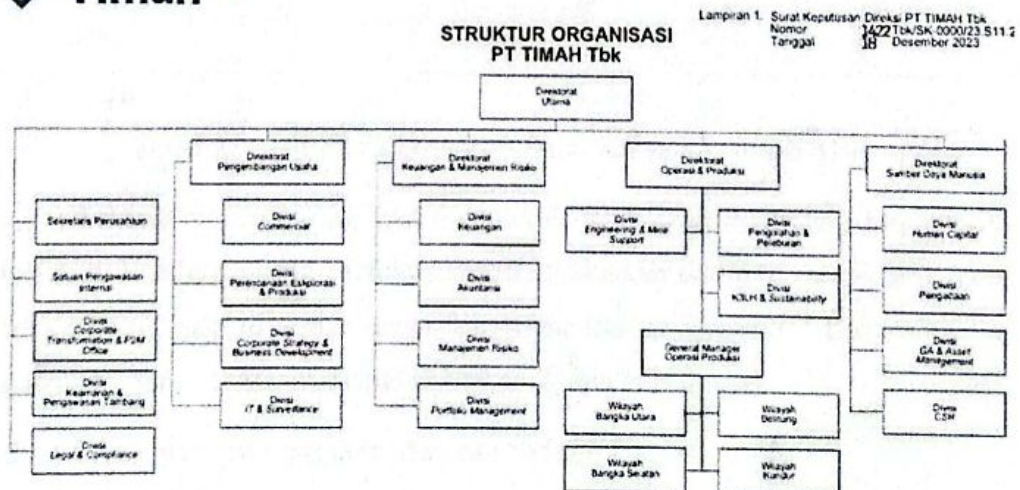 Timah
Lampiran 1. Surat Keputusan Direksi PT TIMAH Tbk
Nomor 1422Tbk/SK-0000/23.S11.2
Tanggal 18 Desember 2023
STRUKTUR ORGANISASI
PT TIMAH Tbk
Direktorat
Utama
Direktorat
Pengembangan Usaha
Direktorat
Keuangan & Manajemen Risiko
Direktorat
Operasi & Produksi
Direktorat
Sumber Daya Manusia
Sekretaris Perusahaan
Divisi
Commercial
Divisi
Keuangan
Divisi
Engineering & Mine
Support
Divisi
Pengolahan &
Peleburan
Divisi
Human Capital
Satuan Pengawasan
Internal
Divisi
Perencanaan Eskplorasi
& Produksi
Divisi
Akuntansi
Divisi
K3LH & Sustainability
Divisi
Pengadaan
Divisi
Corporate
Transformation & P2M
Office
Divisi
Corporate Strategy &
Business Development
Divisi
Manajemen Risiko
General Manager
Operasi Produksi
Divisi
GA & Asset
Management
Divisi
Keamanan &
Pengawasan Tambang
Divisi
IT & Surveillance
Divisi
Portfolio Management
Wilayah
Bangka Utara
Wilayah
Belitung
Divisi
CSR
Divisi
Legal & Compliance
Wilayah
Bangka Selatan
Wilayah
Kundur